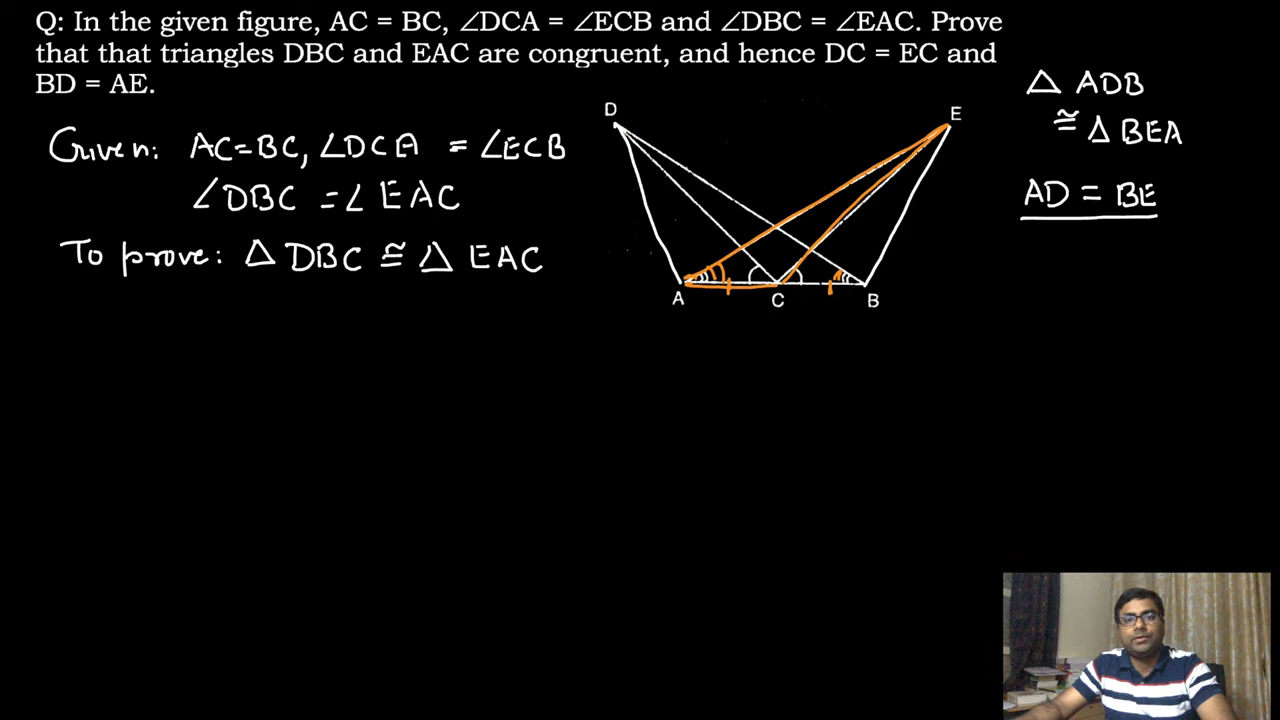 Q: In the given figure, AC = BC, ∠DCA = ∠ECB and ∠DBC = ∠EAC. Prove
that that triangles DBC and EAC are congruent, and hence DC = EC and
BD = AE.
Given: AC=BC, ∠DCA = ∠ECB
∠DBC = ∠ EAC
To prove: Δ DBC ≅ Δ EAC
D
E
A
C
B
Δ ADB
≅ Δ BEA
AD = BE